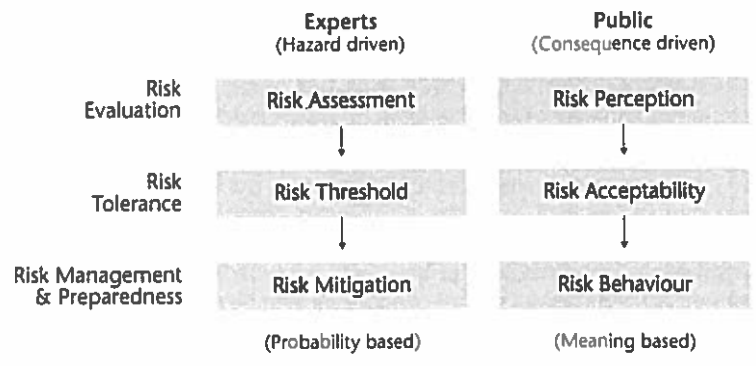 Experts Public
(Hazard driven) (Consequence driven)
Risk
Evaluation
Risk Assessment Risk Perception
Risk
Tolerance
Risk Threshold Risk Acceptability
Risk Management
& Preparedness
Risk Mitigation Risk Behaviour
(Probability based) (Meaning based)